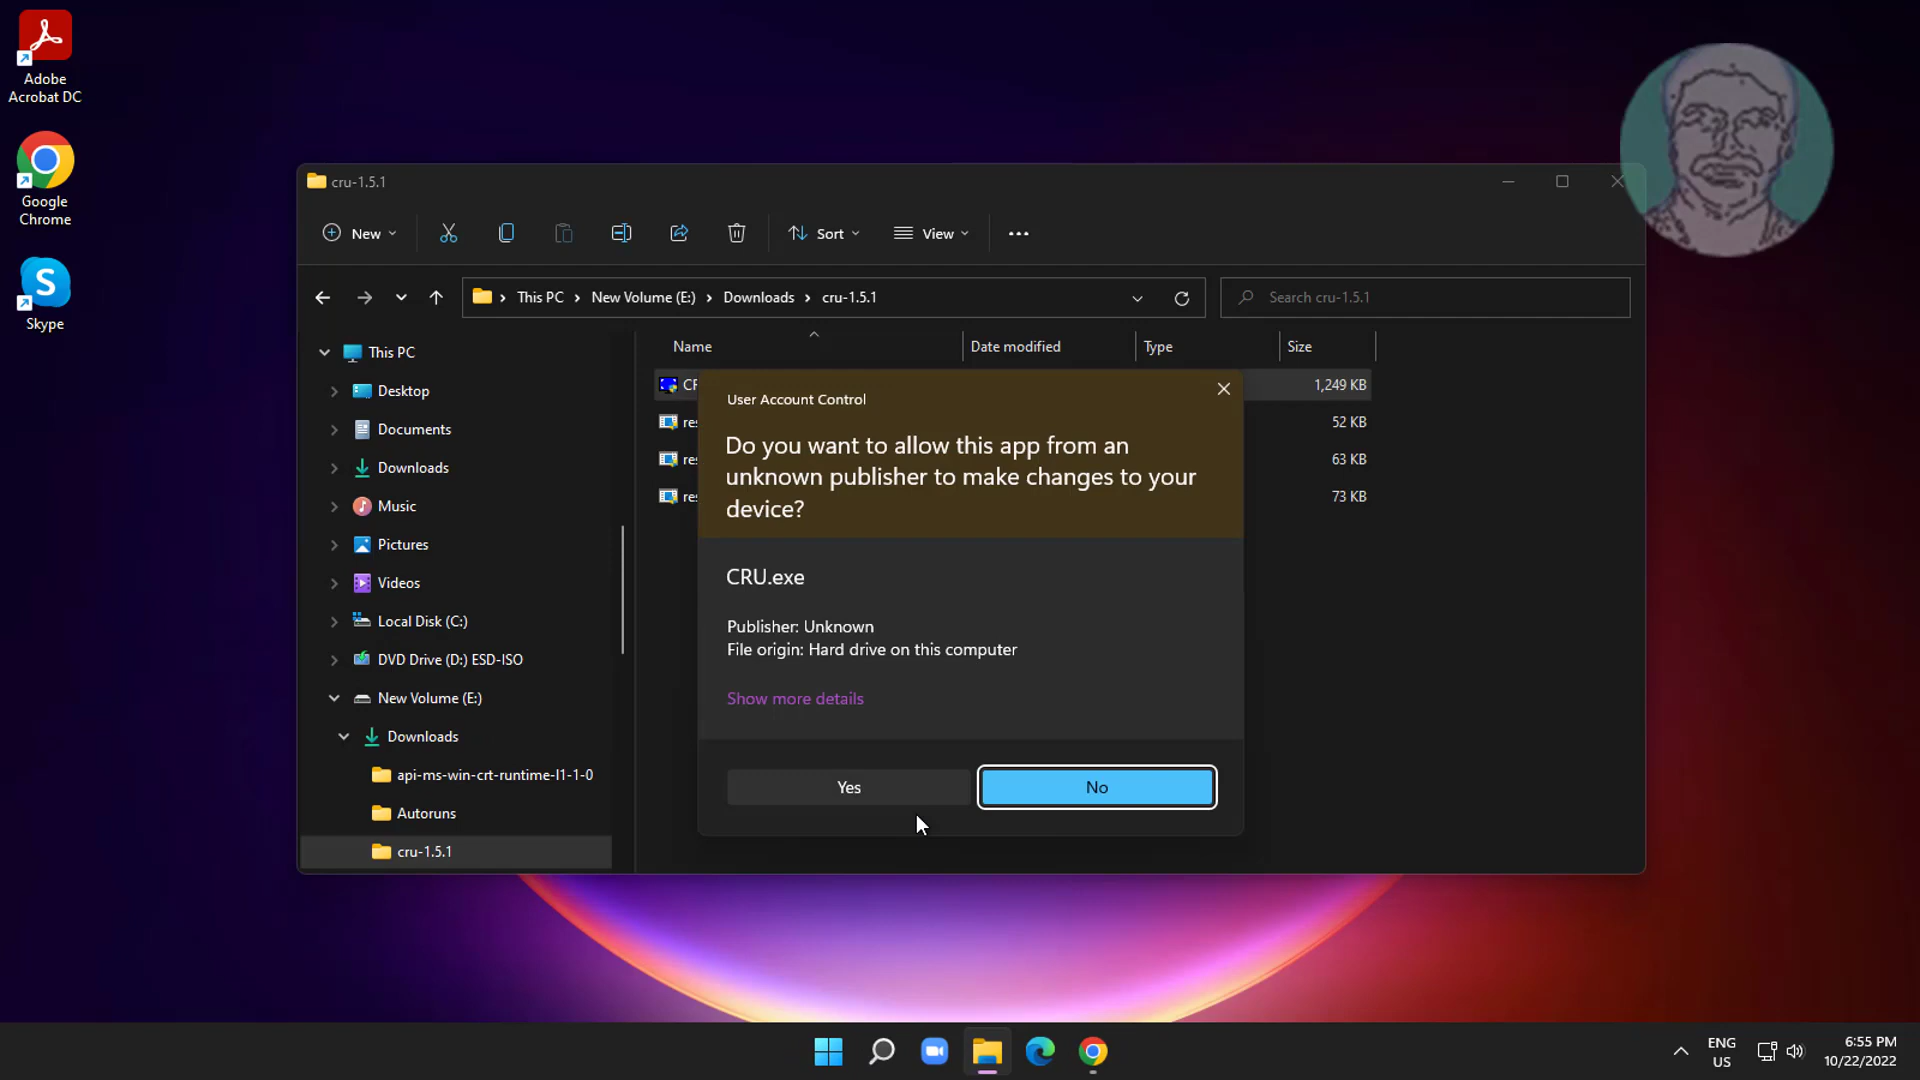 Adobe
Acrobat DC
Google
Chrome
Skype
cru-1.5.1
New
Sort
View
This PC
New Volume (E:)
Downloads
cru-1.5.1
Search cru-1.5.1
This PC
Desktop
Documents
Downloads
Music
Pictures
Videos
Local Disk (C:)
DVD Drive (D:) ESD-ISO
New Volume (E:)
Downloads
api-ms-win-crt-runtime-l1-1-0
Autoruns
cru-1.5.1
Name
Date modified
Type
Size
1,249 KB
52 KB
63 KB
73 KB
User Account Control
Do you want to allow this app from an
unknown publisher to make changes to your
device?
CRU.exe
Publisher: Unknown
File origin: Hard drive on this computer
Show more details
Yes
No
ENG
US
6:55 PM
10/22/2022